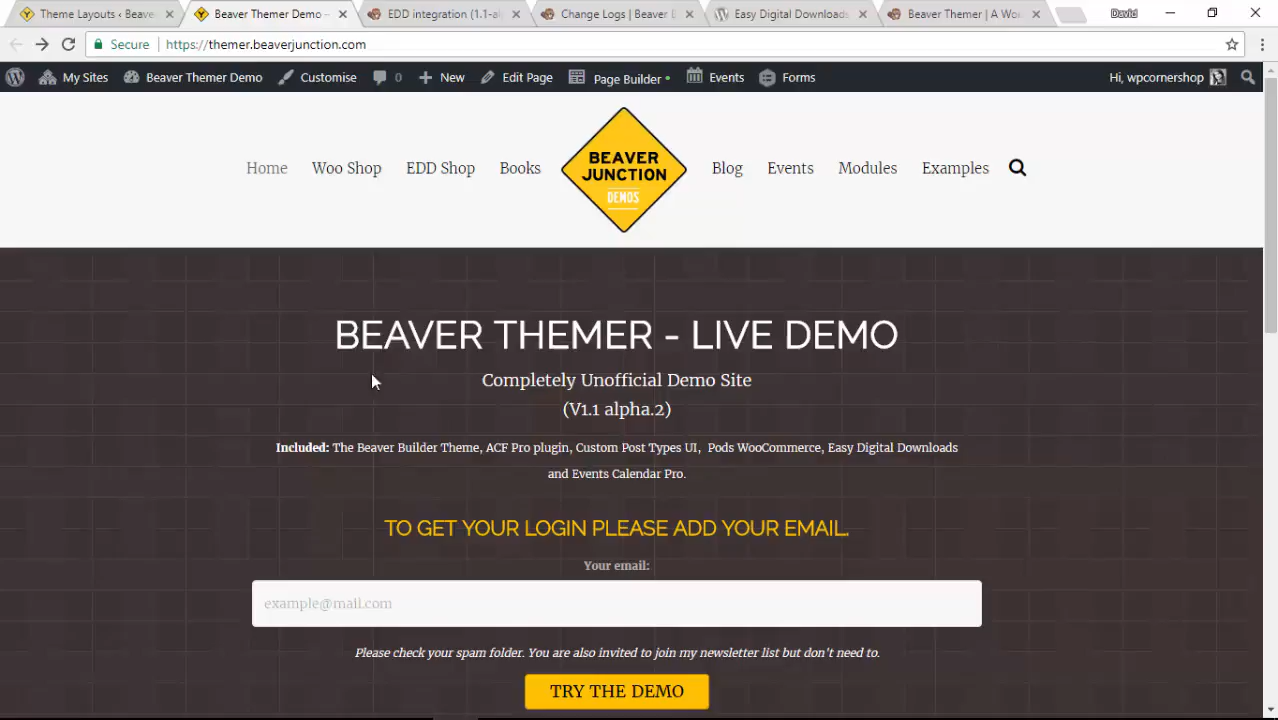 Theme Layouts ‹ Beave
Beaver Themer Demo –
EDD integration (1.1-al
Change Logs | Beaver
Easy Digital Downloads
Beaver Themer | A Wo
David
Secure
https://themer.beaverjunction.com
My Sites
Beaver Themer Demo
Customise
0
New
Edit Page
Page Builder •
Events
Forms
Hi, wpcornershop
Home
Woo Shop
EDD Shop
Books
BEAVER
JUNCTION
DEMOS
Blog
Events
Modules
Examples
BEAVER THEMER – LIVE DEMO
Completely Unofficial Demo Site
(V1.1 alpha.2)
Included: The Beaver Builder Theme, ACF Pro plugin, Custom Post Types UI, Pods WooCommerce, Easy Digital Downloads
and Events Calendar Pro.
TO GET YOUR LOGIN PLEASE ADD YOUR EMAIL.
Your email:
example@mail.com
Please check your spam folder. You are also invited to join my newsletter list but don't need to.
TRY THE DEMO